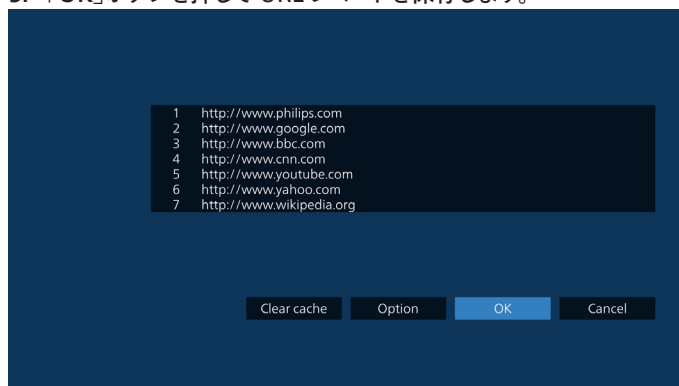 1 http://www.philips.com
2 http://www.google.com
3 http://www.bbc.com
4 http://www.cnn.com
5 http://www.youtube.com
6 http://www.yahoo.com
7 http://www.wikipedia.org
Clear cache Option OK Cancel